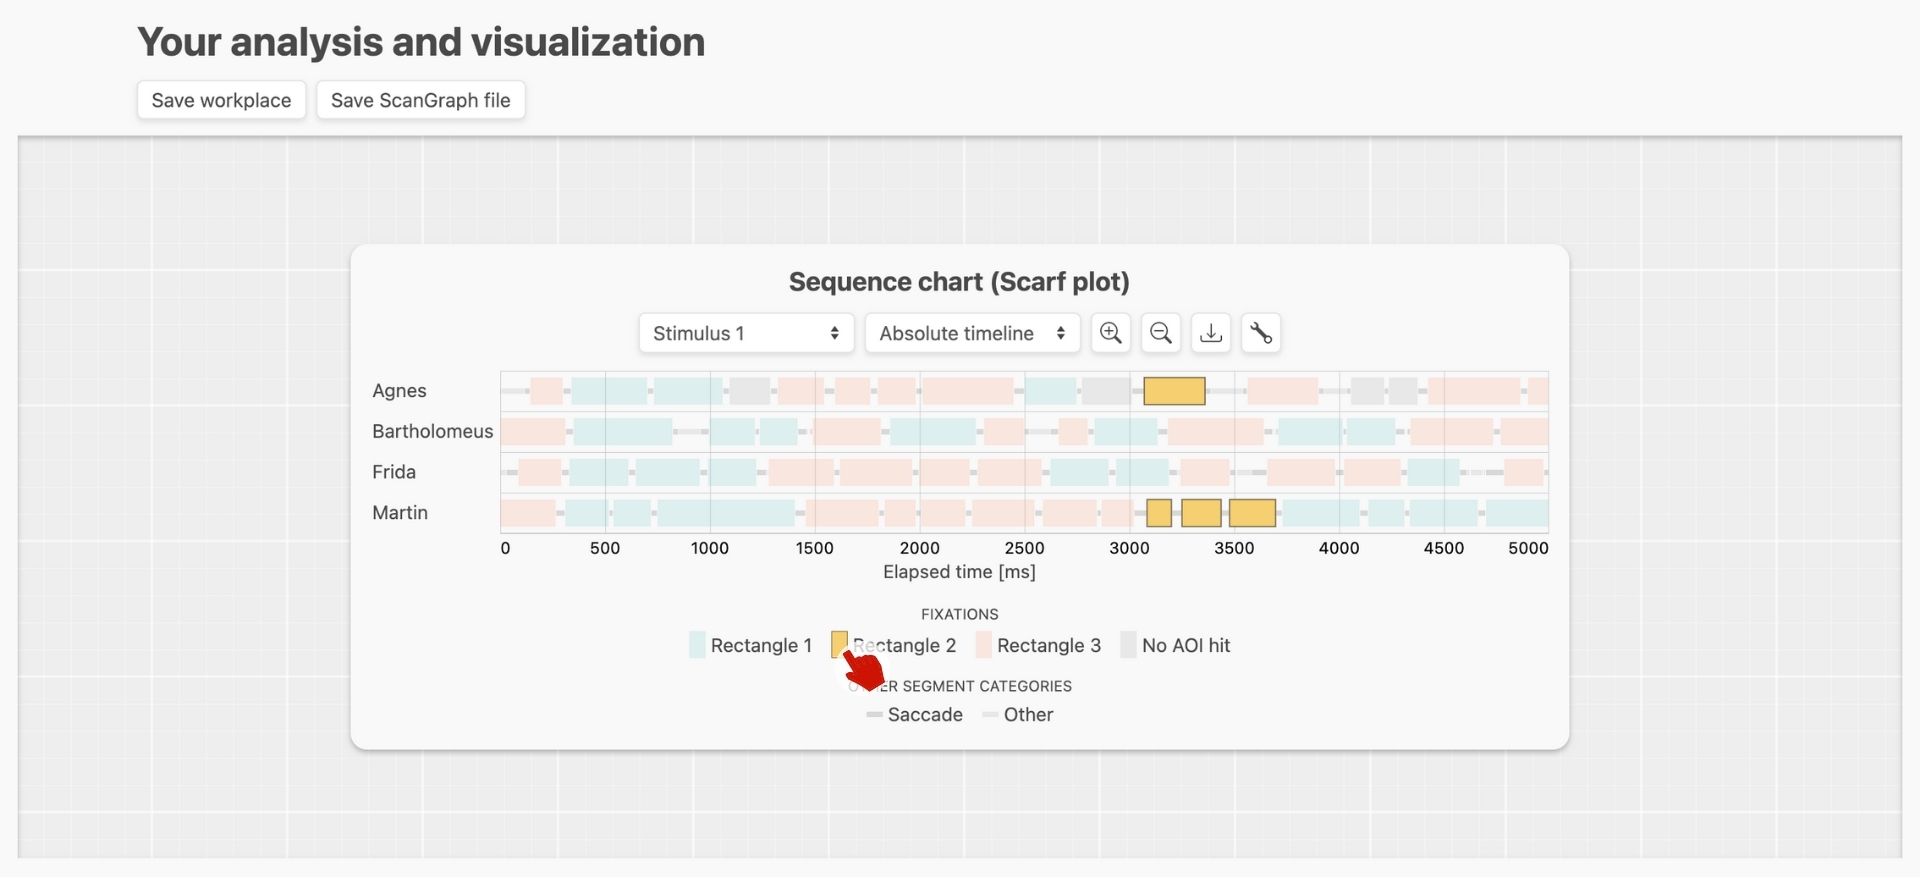 Your analysis and visualization
Save workplace Save ScanGraph file
Sequence chart (Scarf plot)
Stimulus 1 Absolute timeline
Agnes
Bartholomeus
Frida
Martin
0 500 1000 1500 2000 2500 3000 3500 4000 4500 5000
Elapsed time [ms]
FIXATIONS
Rectangle 1 Rectangle 2 Rectangle 3 No AOI hit
OTHER SEGMENT CATEGORIES
Saccade Other